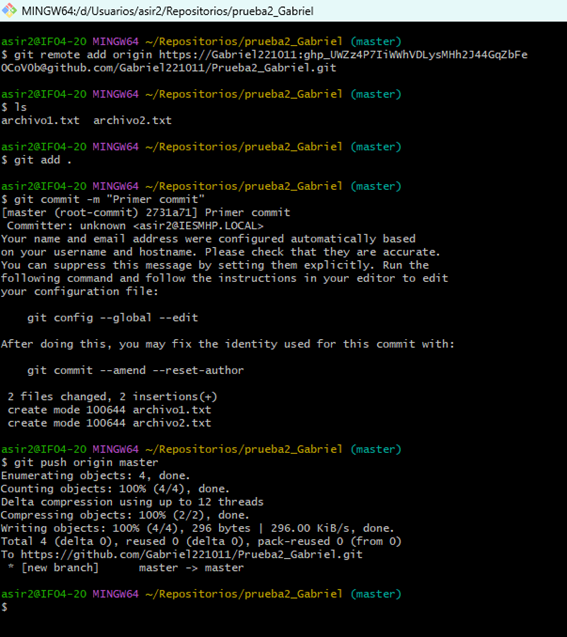 MINGW64:/d/Usuarios/asir2/Repositorios/prueba2_Gabriel
asir2@IF04-20 MINGW64 ~/Repositorios/prueba2_Gabriel (master)
$ git remote add origin https://Gabriel221011:ghp_UWZz4P7IiWWhVDLysMHh2J44GqZbFe
OCoVOb@github.com/Gabriel221011/Prueba2_Gabriel.git
asir2@IF04-20 MINGW64 ~/Repositorios/prueba2_Gabriel (master)
$ ls
archivo1.txt  archivo2.txt
asir2@IF04-20 MINGW64 ~/Repositorios/prueba2_Gabriel (master)
$ git add .
asir2@IF04-20 MINGW64 ~/Repositorios/prueba2_Gabriel (master)
$ git commit -m "Primer commit"
[master (root-commit) 2731a71] Primer commit
 Committer: unknown <asir2@IESMHP.LOCAL>
Your name and email address were configured automatically based
on your username and hostname. Please check that they are accurate.
You can suppress this message by setting them explicitly. Run the
following command and follow the instructions in your editor to edit
your configuration file:
    git config --global --edit
After doing this, you may fix the identity used for this commit with:
    git commit --amend --reset-author
 2 files changed, 2 insertions(+)
 create mode 100644 archivo1.txt
 create mode 100644 archivo2.txt
asir2@IF04-20 MINGW64 ~/Repositorios/prueba2_Gabriel (master)
$ git push origin master
Enumerating objects: 4, done.
Counting objects: 100% (4/4), done.
Delta compression using up to 12 threads
Compressing objects: 100% (2/2), done.
Writing objects: 100% (4/4), 296 bytes | 296.00 KiB/s, done.
Total 4 (delta 0), reused 0 (delta 0), pack-reused 0 (from 0)
To https://github.com/Gabriel221011/Prueba2_Gabriel.git
 * [new branch]      master -> master
asir2@IF04-20 MINGW64 ~/Repositorios/prueba2_Gabriel (master)
$